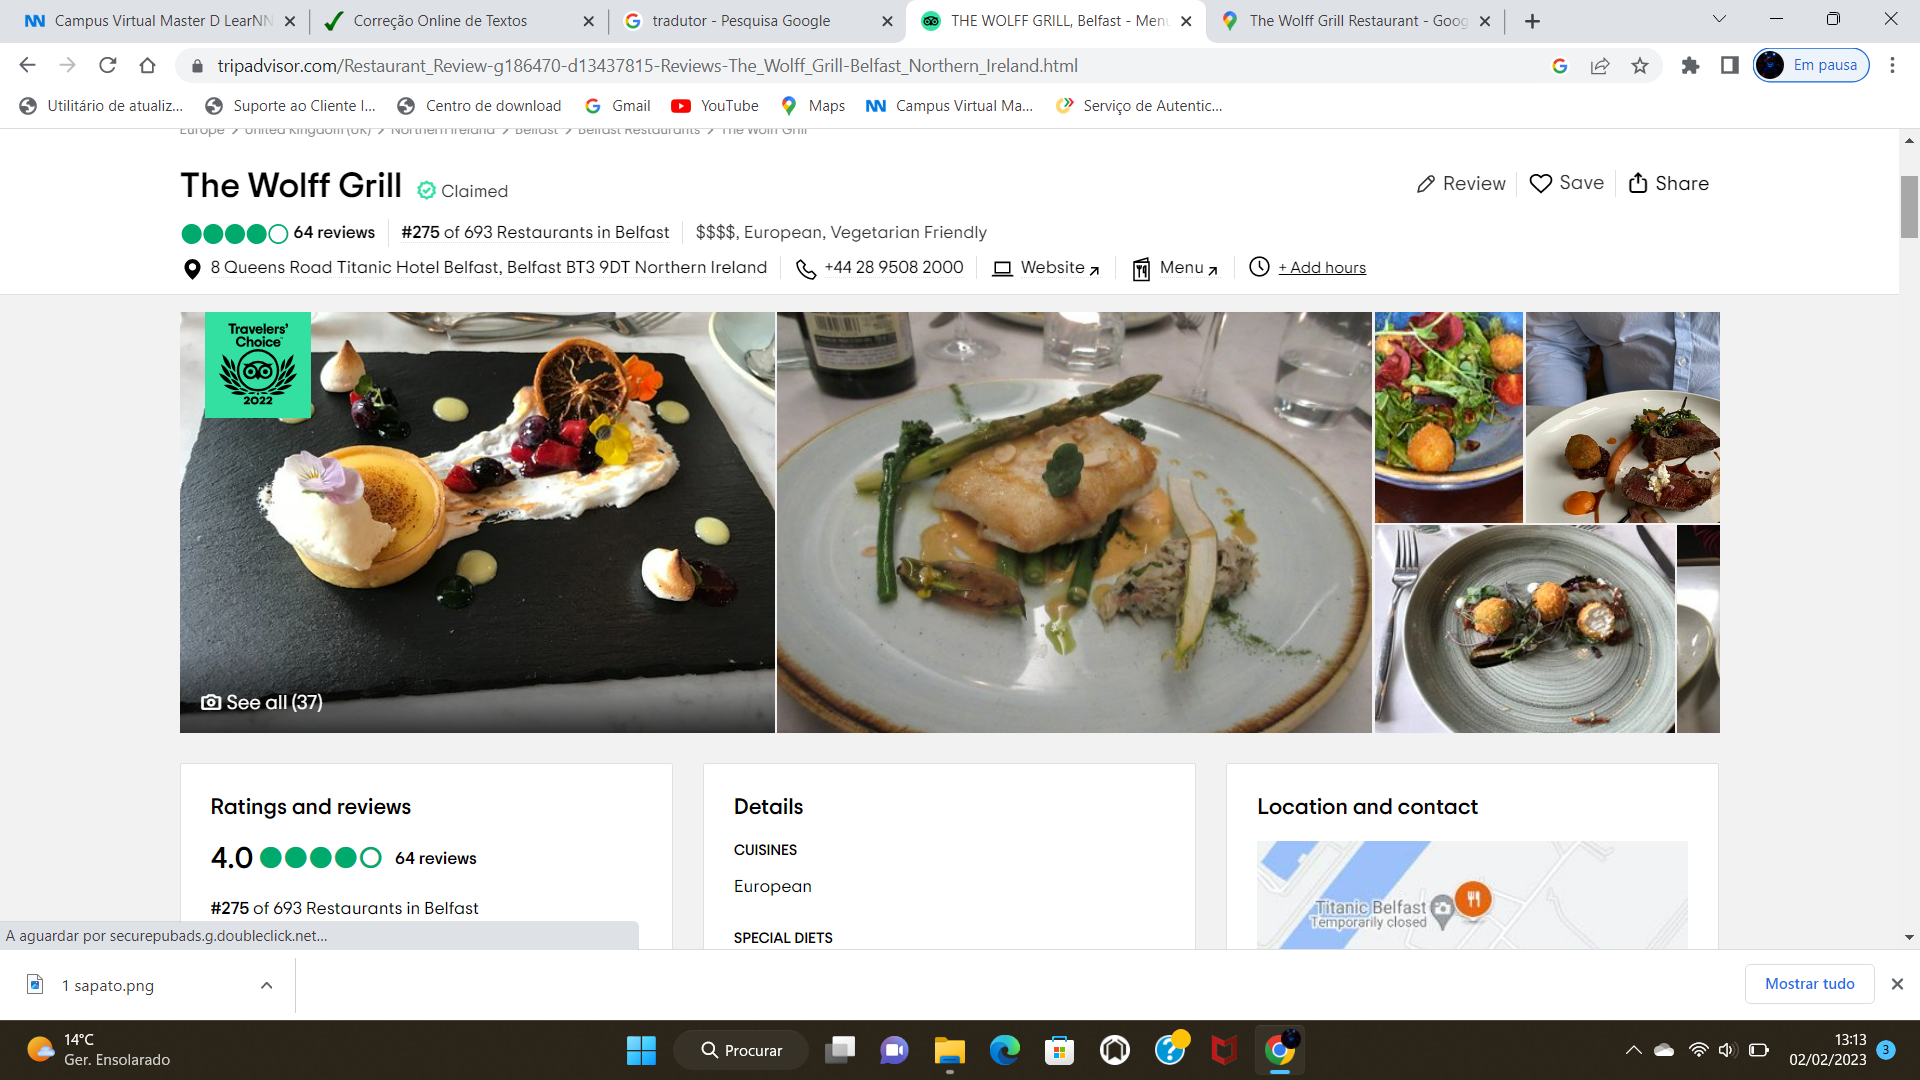 Campus Virtual Master D LearNN
Correção Online de Textos
tradutor - Pesquisa Google
THE WOLFF GRILL, Belfast - Menu
The Wolff Grill Restaurant - Goog
tripadvisor.com/Restaurant_Review-g186470-d13437815-Reviews-The_Wolff_Grill-Belfast_Northern_Ireland.html
Em pausa
Utilitário de atualiz...
Suporte ao Cliente I...
Centro de download
Gmail
YouTube
Maps
Campus Virtual Ma...
Serviço de Autentic...
Europe > United Kingdom (UK) > Northern Ireland > Belfast > Belfast Restaurants > The Wolff Grill
The Wolff Grill Claimed
Review Save Share
64 reviews #275 of 693 Restaurants in Belfast $$$$, European, Vegetarian Friendly
8 Queens Road Titanic Hotel Belfast, Belfast BT3 9DT Northern Ireland +44 28 9508 2000 Website Menu + Add hours
Travelers'
Choice
2022
See all (37)
Ratings and reviews
4.0 64 reviews
#275 of 693 Restaurants in Belfast
Details
CUISINES
European
SPECIAL DIETS
Location and contact
Titanic Belfast
Temporarily closed
A aguardar por securepubads.g.doubleclick.net...
1 sapato.png
Mostrar tudo
14°C
Ger. Ensolarado
Procurar
13:13
02/02/2023
3